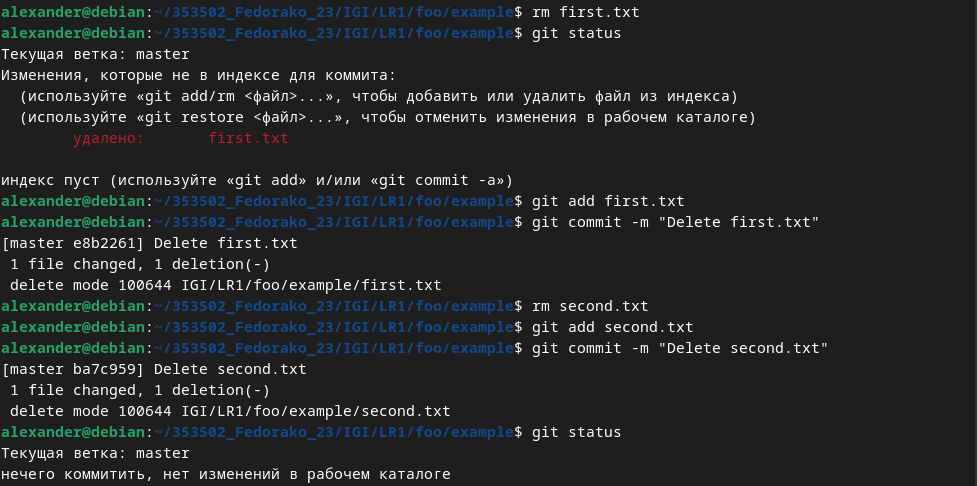 alexander@debian:~/353502_Fedorako_23/IGI/LR1/foo/example$ rm first.txt
alexander@debian:~/353502_Fedorako_23/IGI/LR1/foo/example$ git status
Текущая ветка: master
Изменения, которые не в индексе для коммита:
  (используйте «git add/rm <файл>...», чтобы добавить или удалить файл из индекса)
  (используйте «git restore <файл>...», чтобы отменить изменения в рабочем каталоге)
        удалено:       first.txt

индекс пуст (используйте «git add» и/или «git commit -a»)
alexander@debian:~/353502_Fedorako_23/IGI/LR1/foo/example$ git add first.txt
alexander@debian:~/353502_Fedorako_23/IGI/LR1/foo/example$ git commit -m "Delete first.txt"
[master e8b2261] Delete first.txt
 1 file changed, 1 deletion(-)
 delete mode 100644 IGI/LR1/foo/example/first.txt
alexander@debian:~/353502_Fedorako_23/IGI/LR1/foo/example$ rm second.txt
alexander@debian:~/353502_Fedorako_23/IGI/LR1/foo/example$ git add second.txt
alexander@debian:~/353502_Fedorako_23/IGI/LR1/foo/example$ git commit -m "Delete second.txt"
[master ba7c959] Delete second.txt
 1 file changed, 1 deletion(-)
 delete mode 100644 IGI/LR1/foo/example/second.txt
alexander@debian:~/353502_Fedorako_23/IGI/LR1/foo/example$ git status
Текущая ветка: master
нечего коммитить, нет изменений в рабочем каталоге